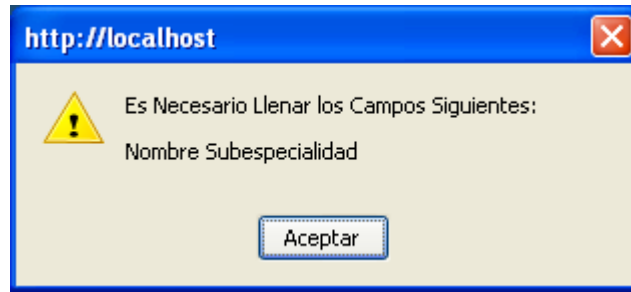 http://localhost
Es Necesario Llenar los Campos Siguientes:
Nombre Subespecialidad
Aceptar